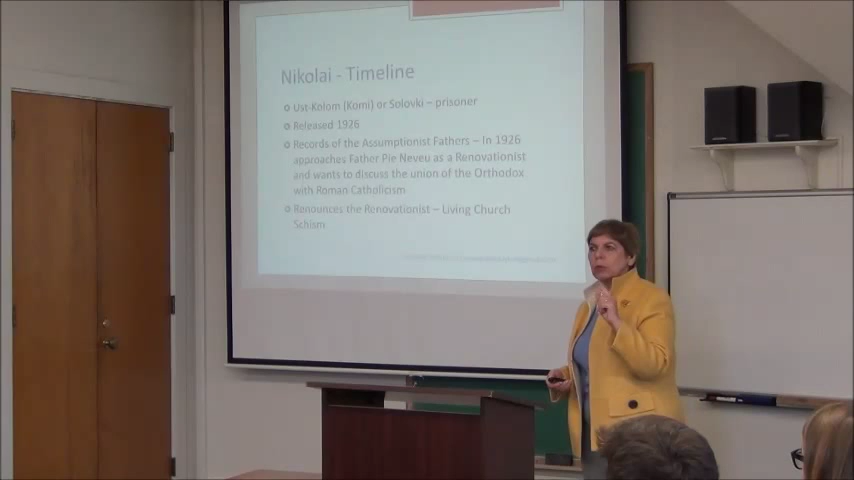 Nikolai - Timeline
Ust-Kolom (Komi) or Solovki – prisoner
Released 1926
Records of the Assumptionist Fathers – In 1926
approaches Father Pie Neveu as a Renovationist
and wants to discuss the union of the Orthodox
with Roman Catholicism
Renounces the Renovationist – Living Church
Schism